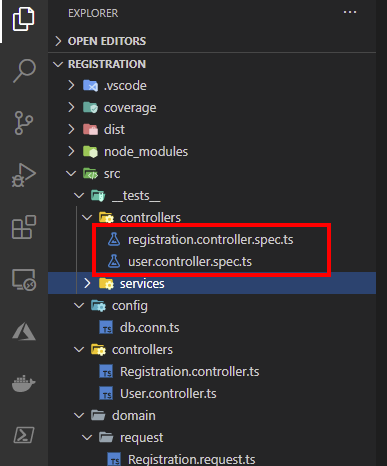 EXPLORER
OPEN EDITORS
REGISTRATION
.vscode
coverage
dist
node_modules
src
__tests__
controllers
registration.controller.spec.ts
user.controller.spec.ts
services
config
TS db.conn.ts
controllers
TS Registration.controller.ts
TS User.controller.ts
domain
request
TS Registration.request.ts